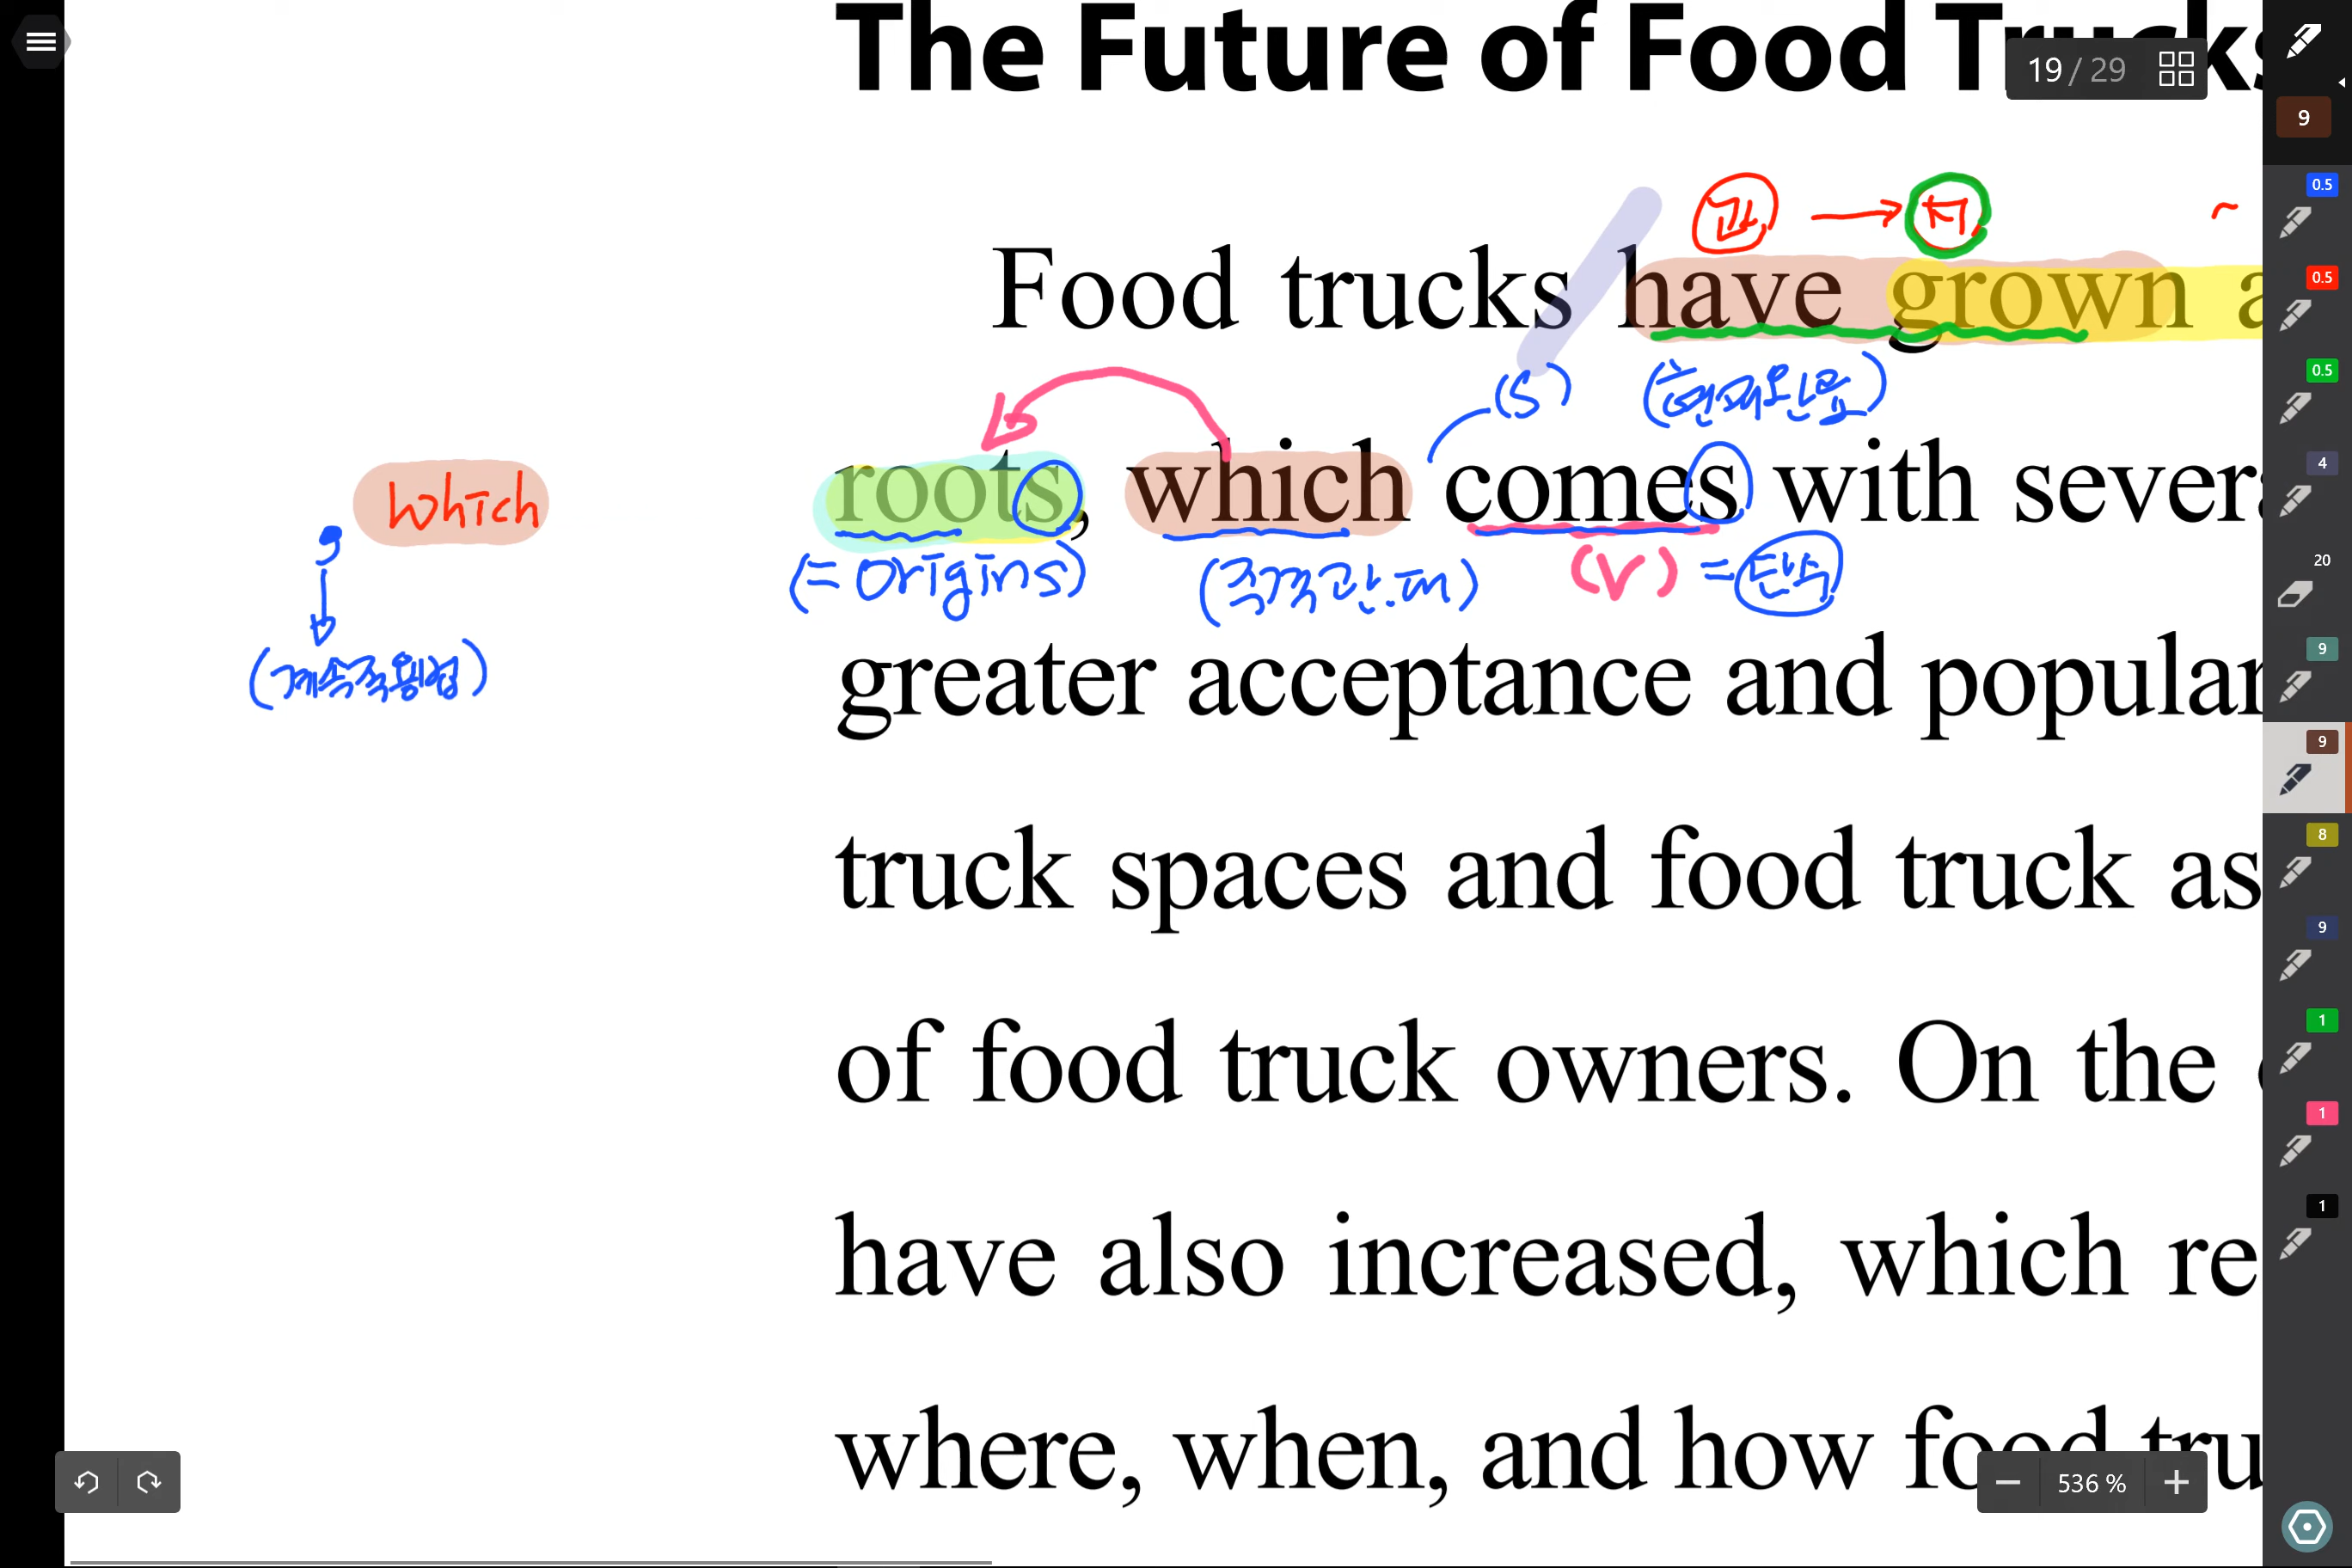 The Future of Food Trucks
19 / 29
9
과 → 현 ~
Food trucks have grown a
(S) (현재완료)
which
roots, which comes with severa
(=origins) (주격관.대) (V) = 단수
(계속적용법)
greater acceptance and popular
truck spaces and food truck as
of food truck owners. On the
have also increased, which re
where, when, and how food tru
536 %
0.5
0.5
0.5
4
20
9
9
8
9
1
1
1